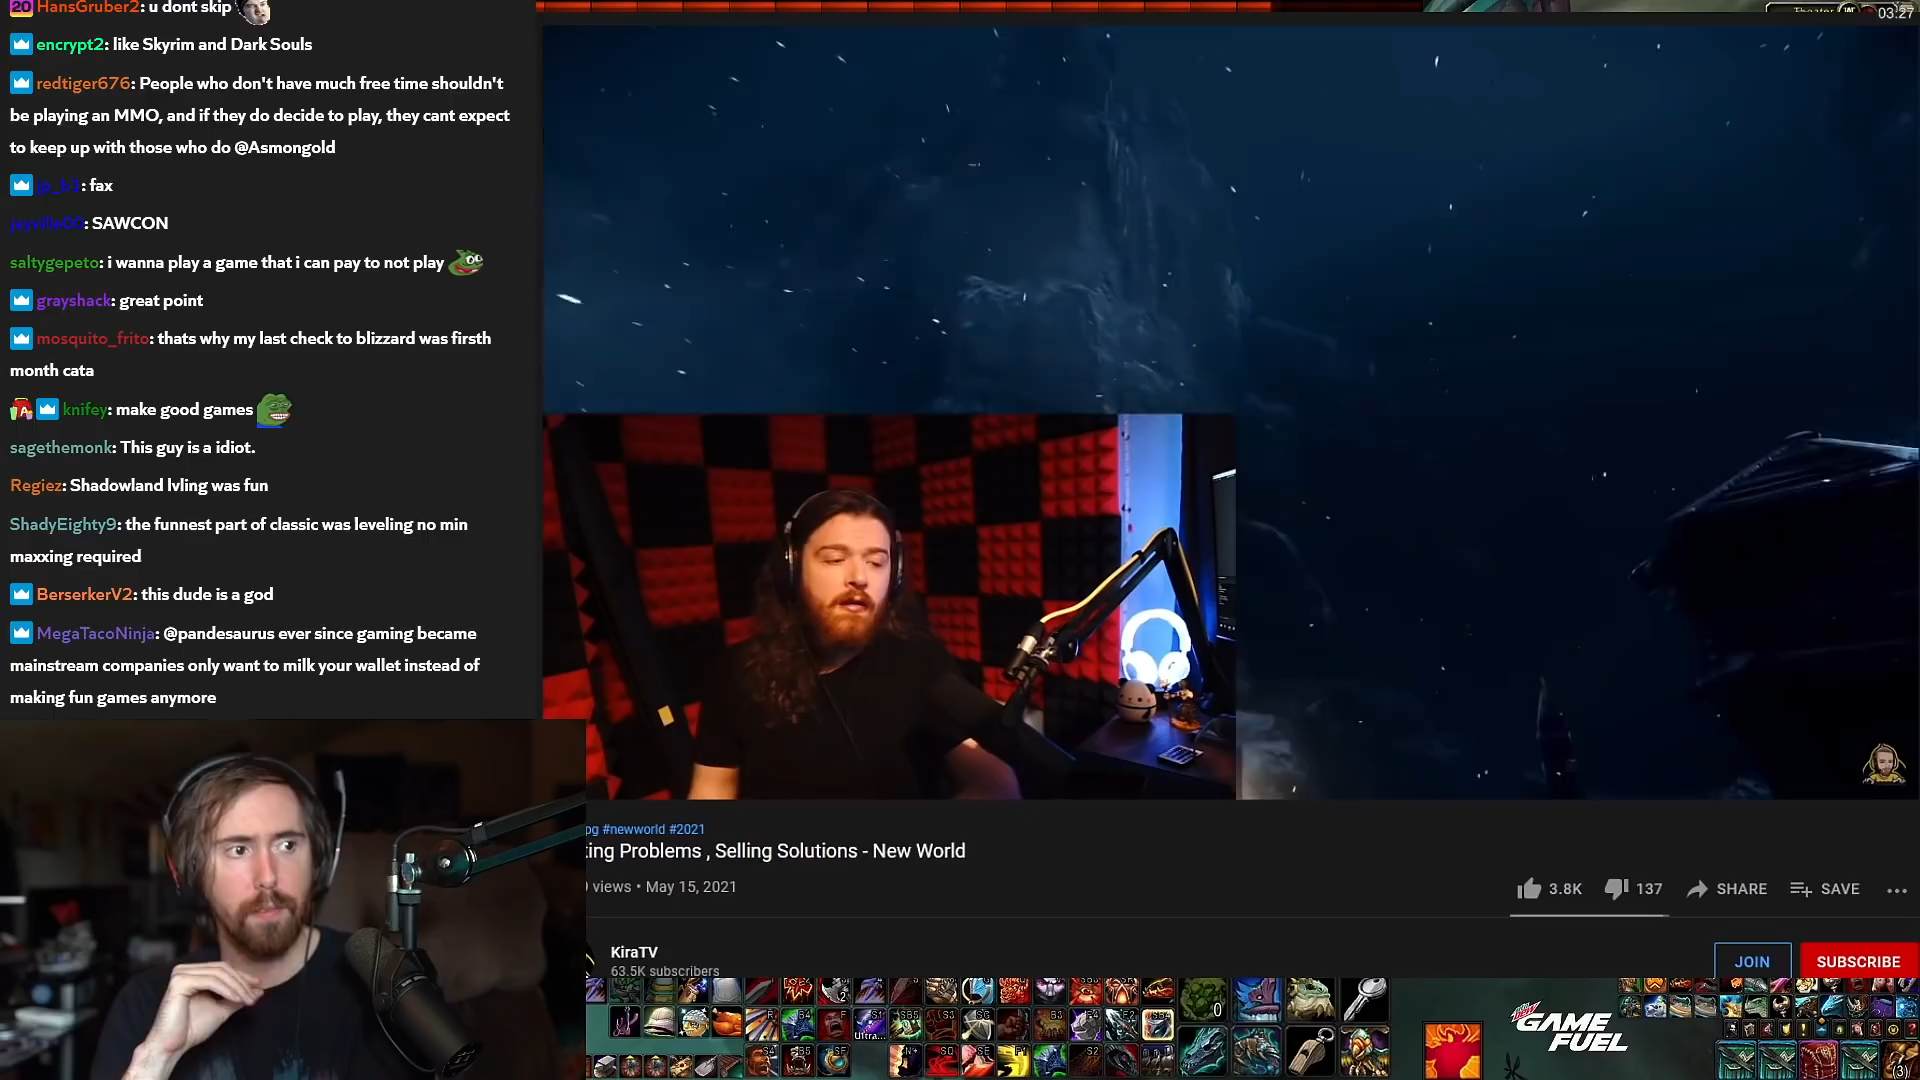 20 HansGruber2: u dont skip
encrypt2: like Skyrim and Dark Souls
redtiger676: People who don't have much free time shouldn't
be playing an MMO, and if they do decide to play, they cant expect
to keep up with those who do @Asmongold
jp_b1: fax
jayville00: SAWCON
saltygepeto: i wanna play a game that i can pay to not play
grayshack: great point
mosquito_frito: thats why my last check to blizzard was firsth
month cata
knifey: make good games
sagethemonk: This guy is a idiot.
Regiez: Shadowland lvling was fun
ShadyEighty9: the funnest part of classic was leveling no min
maxxing required
BerserkerV2: this dude is a god
MegaTacoNinja: @pandesaurus ever since gaming became
mainstream companies only want to milk your wallet instead of
making fun games anymore
03:27
pg #newworld #2021
ing Problems , Selling Solutions - New World
views • May 15, 2021
3.8K 137 SHARE SAVE
KiraTV
63.5K subscribers
JOIN SUBSCRIBE
GAME
FUEL